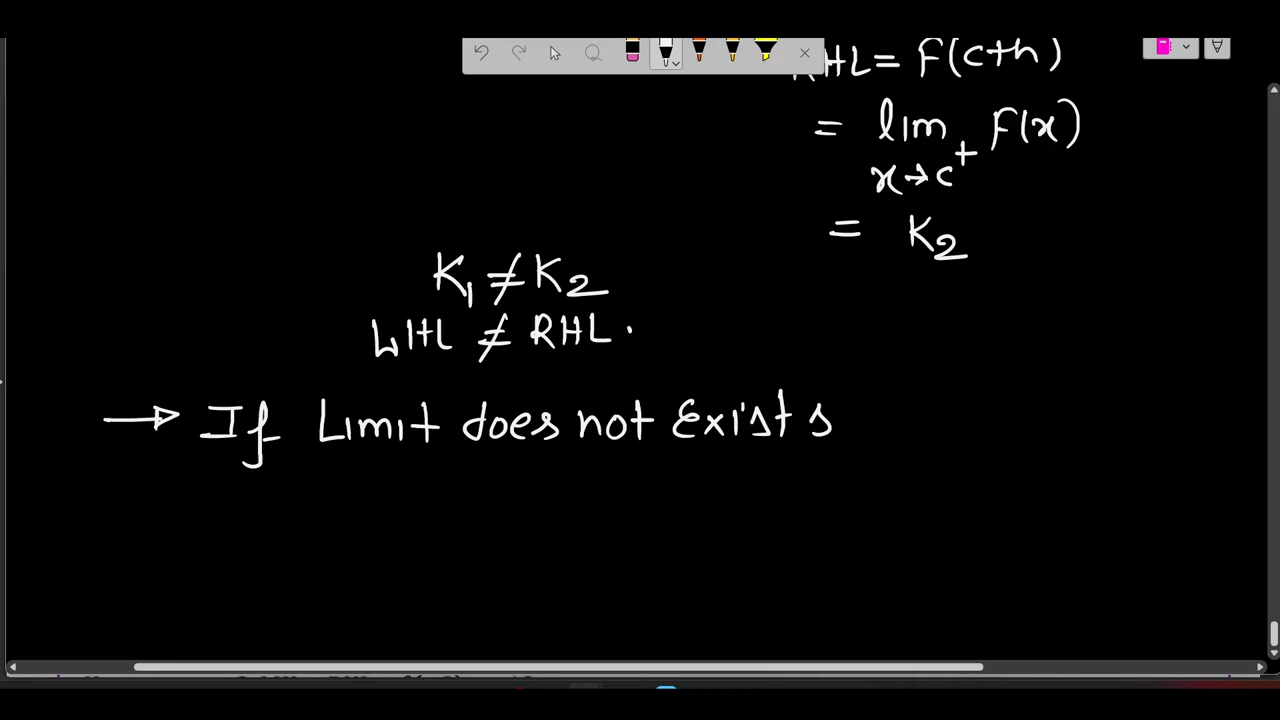 RHL = F(c+h)
= lim F(x)
x→c⁺
= K₂
K₁ ≠ K₂
LHL ≠ RHL.
→ If Limit does not Exists